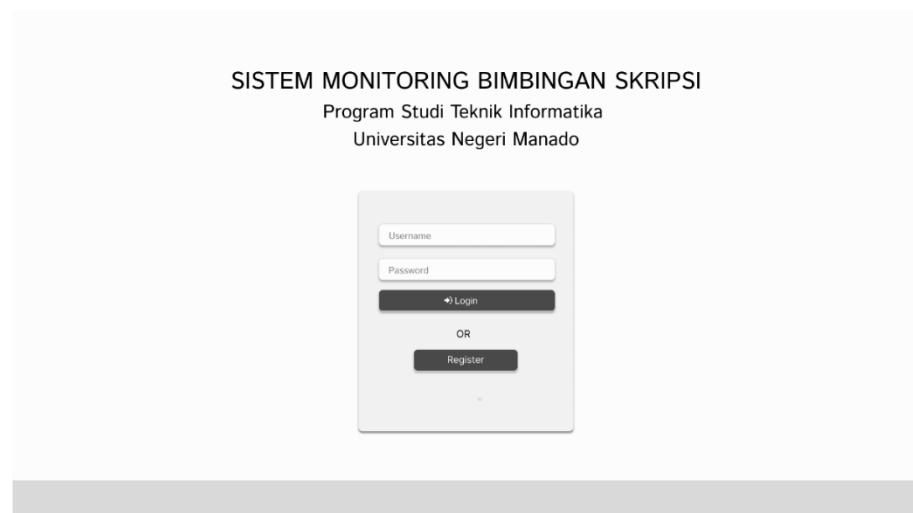 SISTEM MONITORING BIMBINGAN SKRIPSI
Program Studi Teknik Informatika
Universitas Negeri Manado
Username
Password
Login
OR
Register